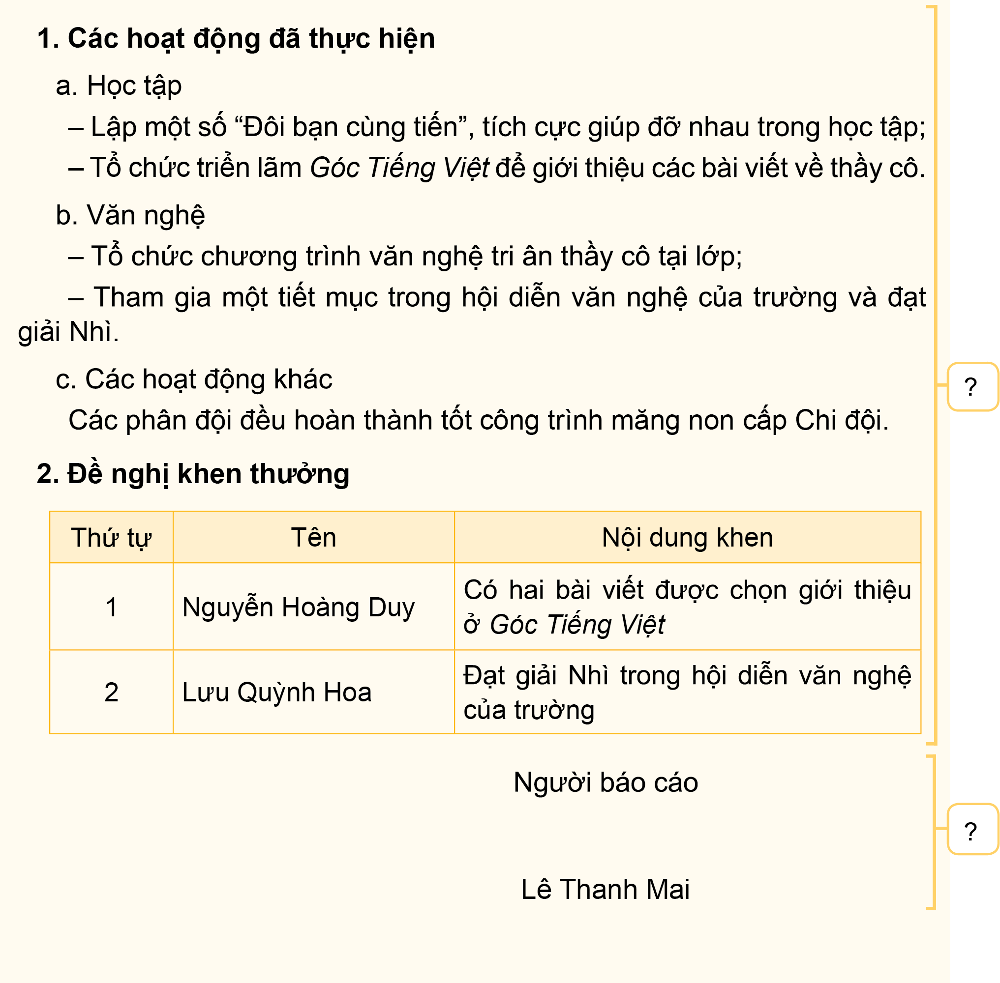 1. Các hoạt động đã thực hiện
a. Học tập
– Lập một số “Đôi bạn cùng tiến”, tích cực giúp đỡ nhau trong học tập;
– Tổ chức triển lãm Góc Tiếng Việt để giới thiệu các bài viết về thầy cô.
b. Văn nghệ
– Tổ chức chương trình văn nghệ tri ân thầy cô tại lớp;
– Tham gia một tiết mục trong hội diễn văn nghệ của trường và đạt
giải Nhì.
c. Các hoạt động khác
?
Các phân đội đều hoàn thành tốt công trình măng non cấp Chi đội.
2. Đề nghị khen thưởng
Thứ tự Tên Nội dung khen
1 Nguyễn Hoàng Duy Có hai bài viết được chọn giới thiệu
ở Góc Tiếng Việt
2 Lưu Quỳnh Hoa Đạt giải Nhì trong hội diễn văn nghệ
của trường
Người báo cáo
?
Lê Thanh Mai